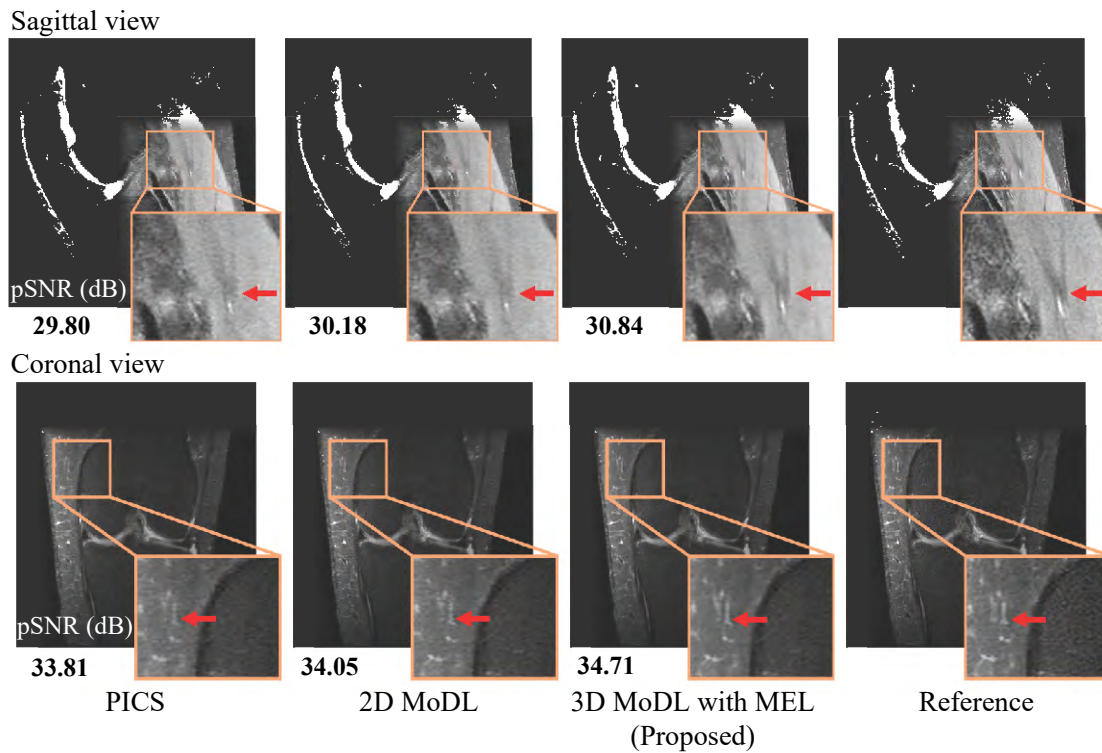 Sagittal view
pSNR (dB)
29.80
30.18
30.84
Coronal view
pSNR (dB)
33.81
34.05
34.71
PICS
2D MoDL
3D MoDL with MEL
(Proposed)
Reference